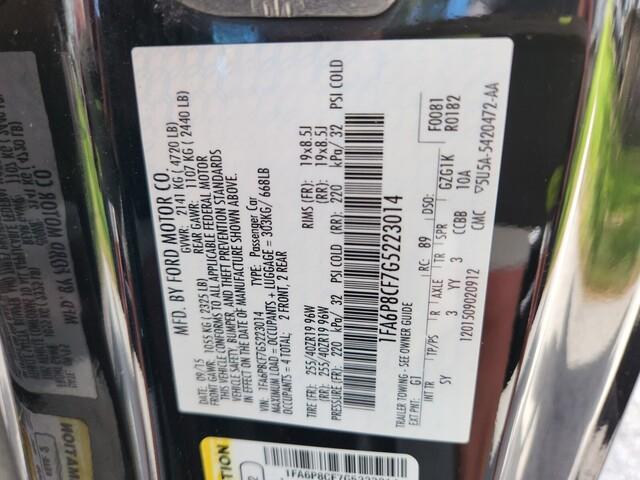 MFD. BY FORD MOTOR CO.
DATE: 09/15 GVWR: 2141 KG ( 4720 LB)
FRONT GAWR: 1055 KG ( 2325 LB) REAR GAWR: 1107 KG ( 2440 LB)
THIS VEHICLE CONFORMS TO ALL APPLICABLE FEDERAL MOTOR
VEHICLE SAFETY, BUMPER, AND THEFT PREVENTION STANDARDS
IN EFFECT ON THE DATE OF MANUFACTURE SHOWN ABOVE.
VIN: 1FA6P8CF7G5223014 TYPE: Passenger Car
MAXIMUM LOAD = OCCUPANTS + LUGGAGE = 303KG/ 668LB
OCCUPANTS = 4 TOTAL: 2 FRONT, 2 REAR
TIRE (FR): 255/40ZR19 96W RIMS (FR): 19x8.5J
TIRE (RR): 255/40ZR19 96W (RR): 19x8.5J
PRESSURE (FR): 220 kPa/ 32 PSI COLD (RR): 220 kPa/ 32 PSI COLD
1FA6P8CF7G5223014
TRAILER TOWING - SEE OWNER GUIDE
F0081
R0182
EXT PNT: G1 RC: 89 DSO:
INT TR TP/PS R AXLE TR SPR GZG1K
SY 3 YY 3 CCBB 10A
1201509020912 CMC ▽5U5A-5420472-AA
1FA6P8CF7G5223014